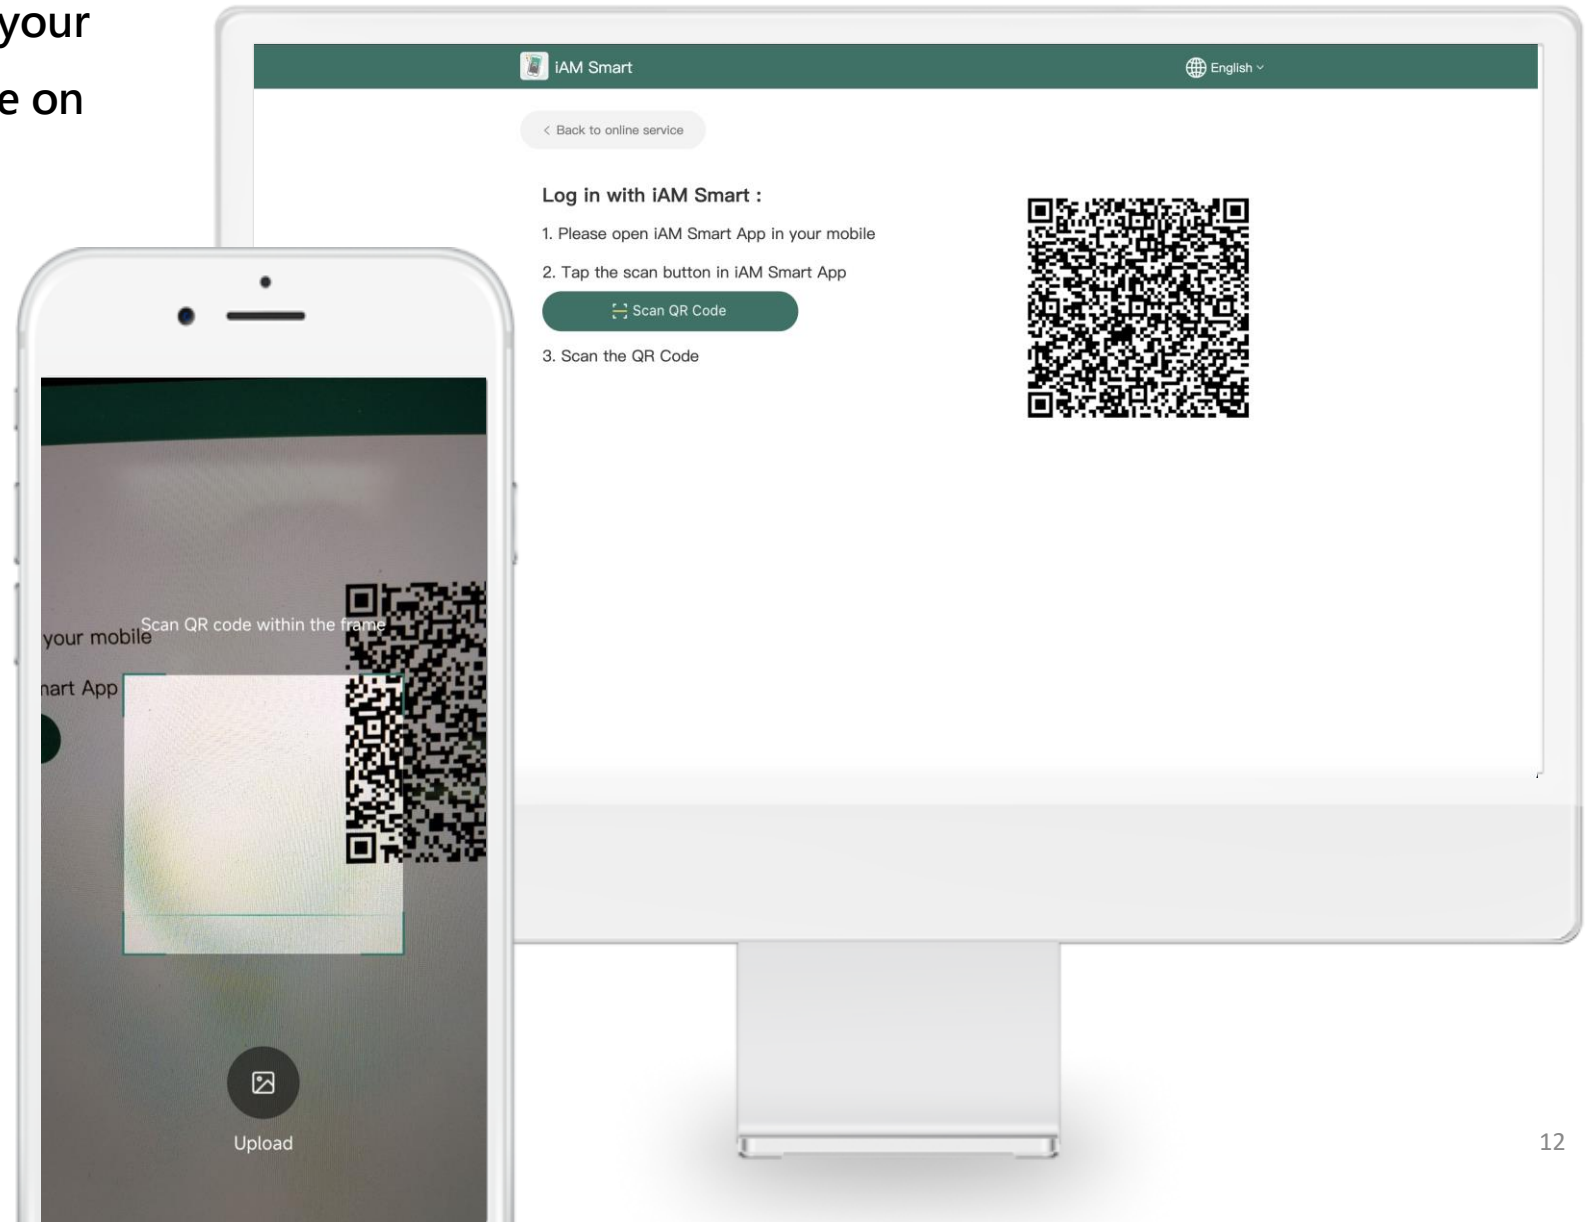 your
e on
iAM Smart
English
Back to online service
Log in with iAM Smart :
1. Please open iAM Smart App in your mobile
2. Tap the scan button in iAM Smart App
Scan QR Code
3. Scan the QR Code
Scan QR code within the frame
your mobile
nart App
Upload
12